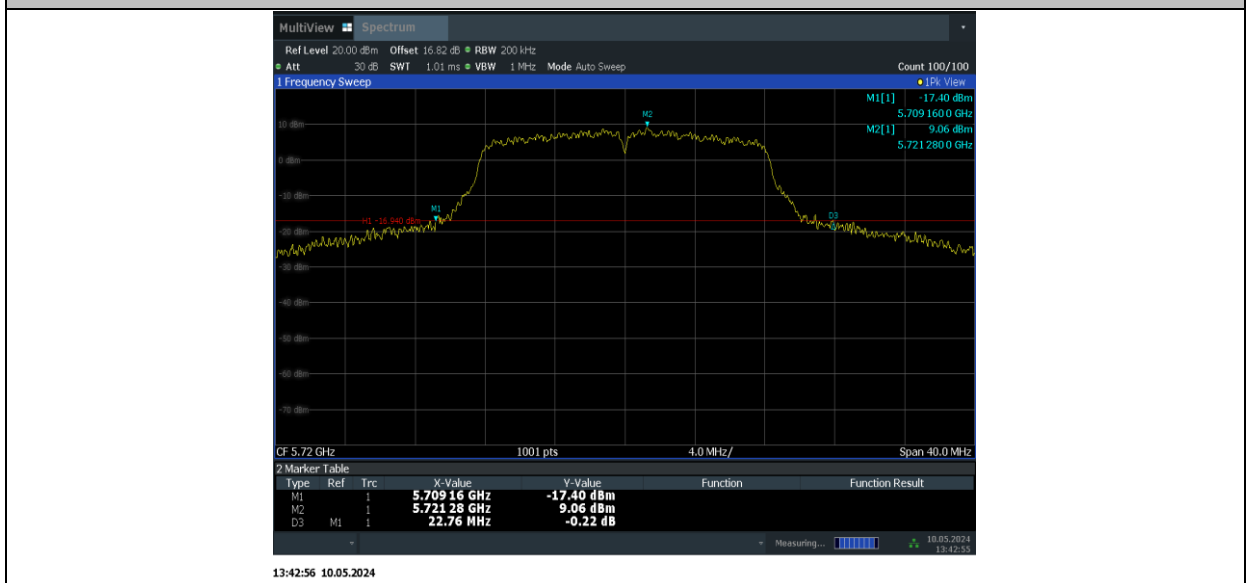 MultiView Spectrum
Ref Level 20.00 dBm Offset 16.82 dB RBW 200 kHz
Att 30 dB SWT 1.01 ms VBW 1 MHz Mode Auto Sweep Count 100/100
1 Frequency Sweep 1Pk View
M1[1] -17.40 dBm
5.709 160 0 GHz
M2[1] 9.06 dBm
5.721 280 0 GHz
M2
10 dBm
0 dBm
-10 dBm
M1
H1 -16.940 dBm
D3
-20 dBm
-30 dBm
-40 dBm
-50 dBm
-60 dBm
-70 dBm
CF 5.72 GHz 1001 pts 4.0 MHz/ Span 40.0 MHz
2 Marker Table
Type Ref Trc X-Value Y-Value Function Function Result
M1 1 5.709 16 GHz -17.40 dBm
M2 1 5.721 28 GHz 9.06 dBm
D3 M1 1 22.76 MHz -0.22 dB
Measuring... 10.05.2024
13:42:55
13:42:56 10.05.2024